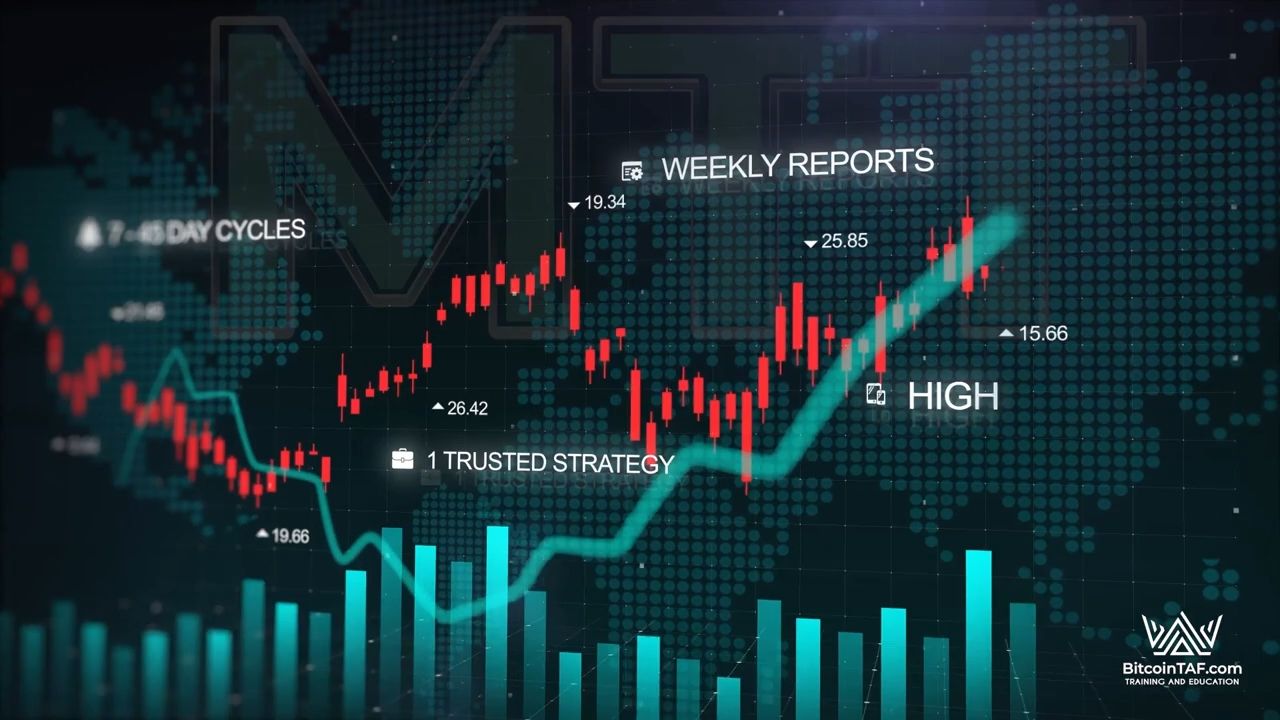 MTT
WEEKLY REPORTS
19.34
7 - 45 DAY CYCLES
25.85
15.66
HIGH
26.42
1 TRUSTED STRATEGY
19.66
BitcoinTAF.com
TRAINING AND EDUCATION